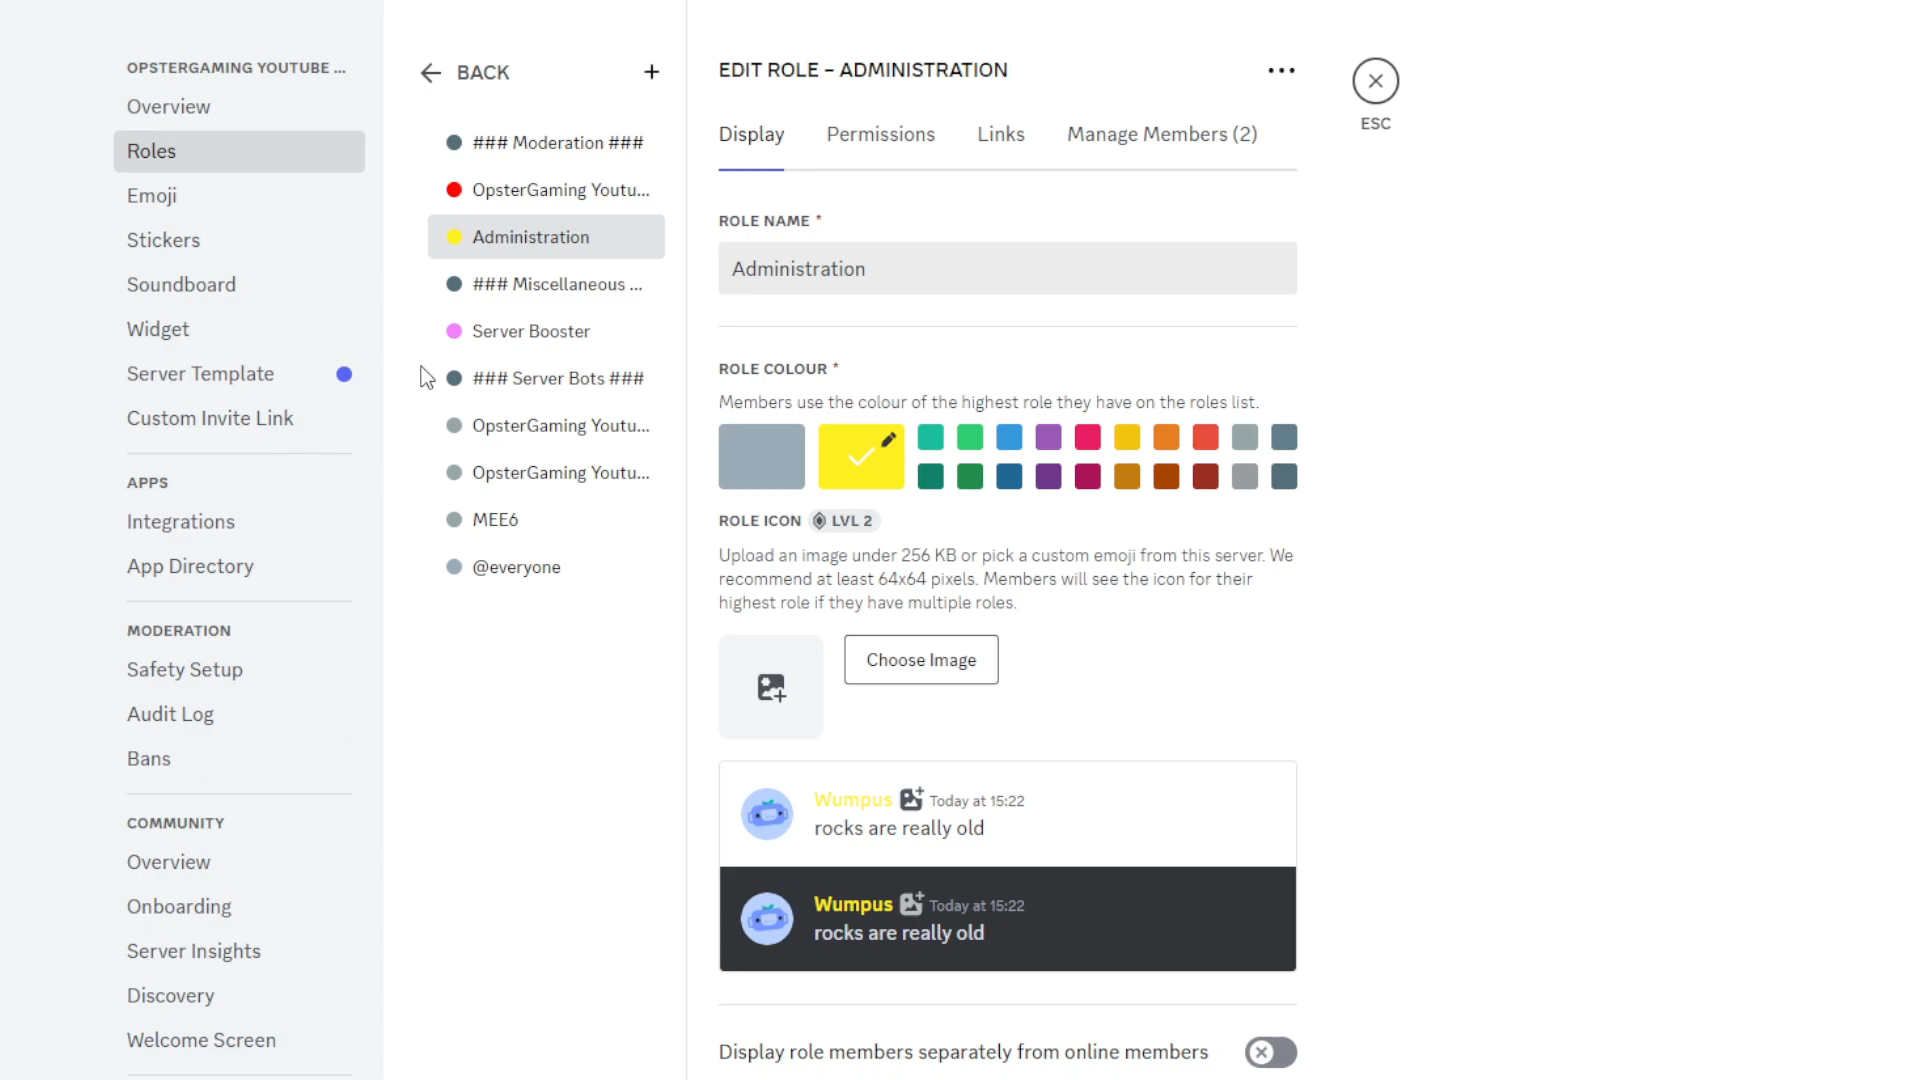 OPSTERGAMING YOUTUBE ...
Overview
Roles
Emoji
Stickers
Soundboard
Widget
Server Template
Custom Invite Link
APPS
Integrations
App Directory
MODERATION
Safety Setup
Audit Log
Bans
COMMUNITY
Overview
Onboarding
Server Insights
Discovery
Welcome Screen
BACK
### Moderation ###
OpsterGaming Youtu...
Administration
### Miscellaneous ...
Server Booster
### Server Bots ###
OpsterGaming Youtu...
OpsterGaming Youtu...
MEE6
@everyone
EDIT ROLE – ADMINISTRATION
Display Permissions Links Manage Members (2)
ROLE NAME *
Administration
ROLE COLOUR *
Members use the colour of the highest role they have on the roles list.
ROLE ICON LVL 2
Upload an image under 256 KB or pick a custom emoji from this server. We
recommend at least 64x64 pixels. Members will see the icon for their
highest role if they have multiple roles.
Choose Image
Wumpus Today at 15:22
rocks are really old
Wumpus Today at 15:22
rocks are really old
Display role members separately from online members
ESC